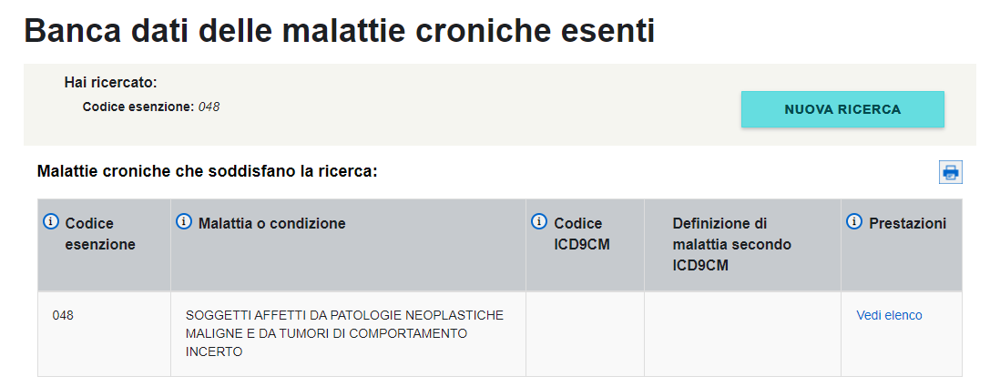 Banca dati delle malattie croniche esenti
Hai ricercato:
Codice esenzione: 048
NUOVA RICERCA
Malattie croniche che soddisfano la ricerca:
Codice
esenzione
Malattia o condizione
Codice
ICD9CM
Definizione di
malattia secondo
ICD9CM
Prestazioni
048
SOGGETTI AFFETTI DA PATOLOGIE NEOPLASTICHE
MALIGNE E DA TUMORI DI COMPORTAMENTO
INCERTO
Vedi elenco